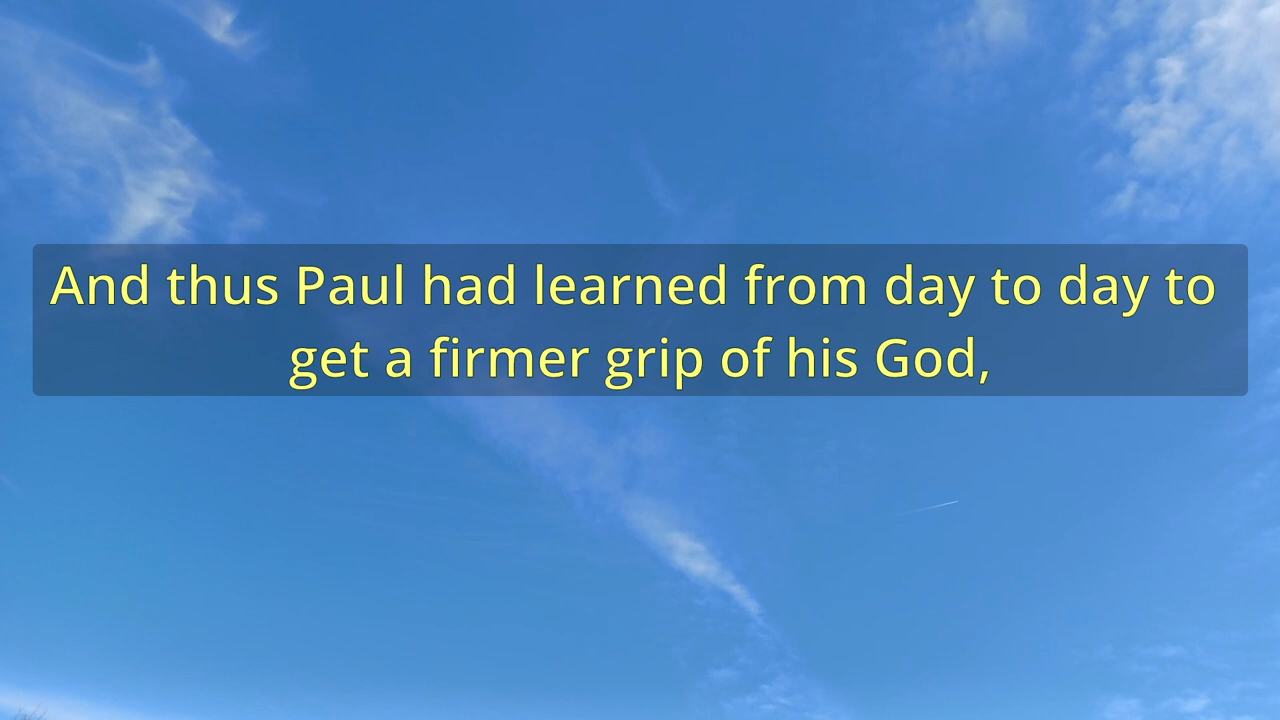 And thus Paul had learned from day to day to
get a firmer grip of his God,